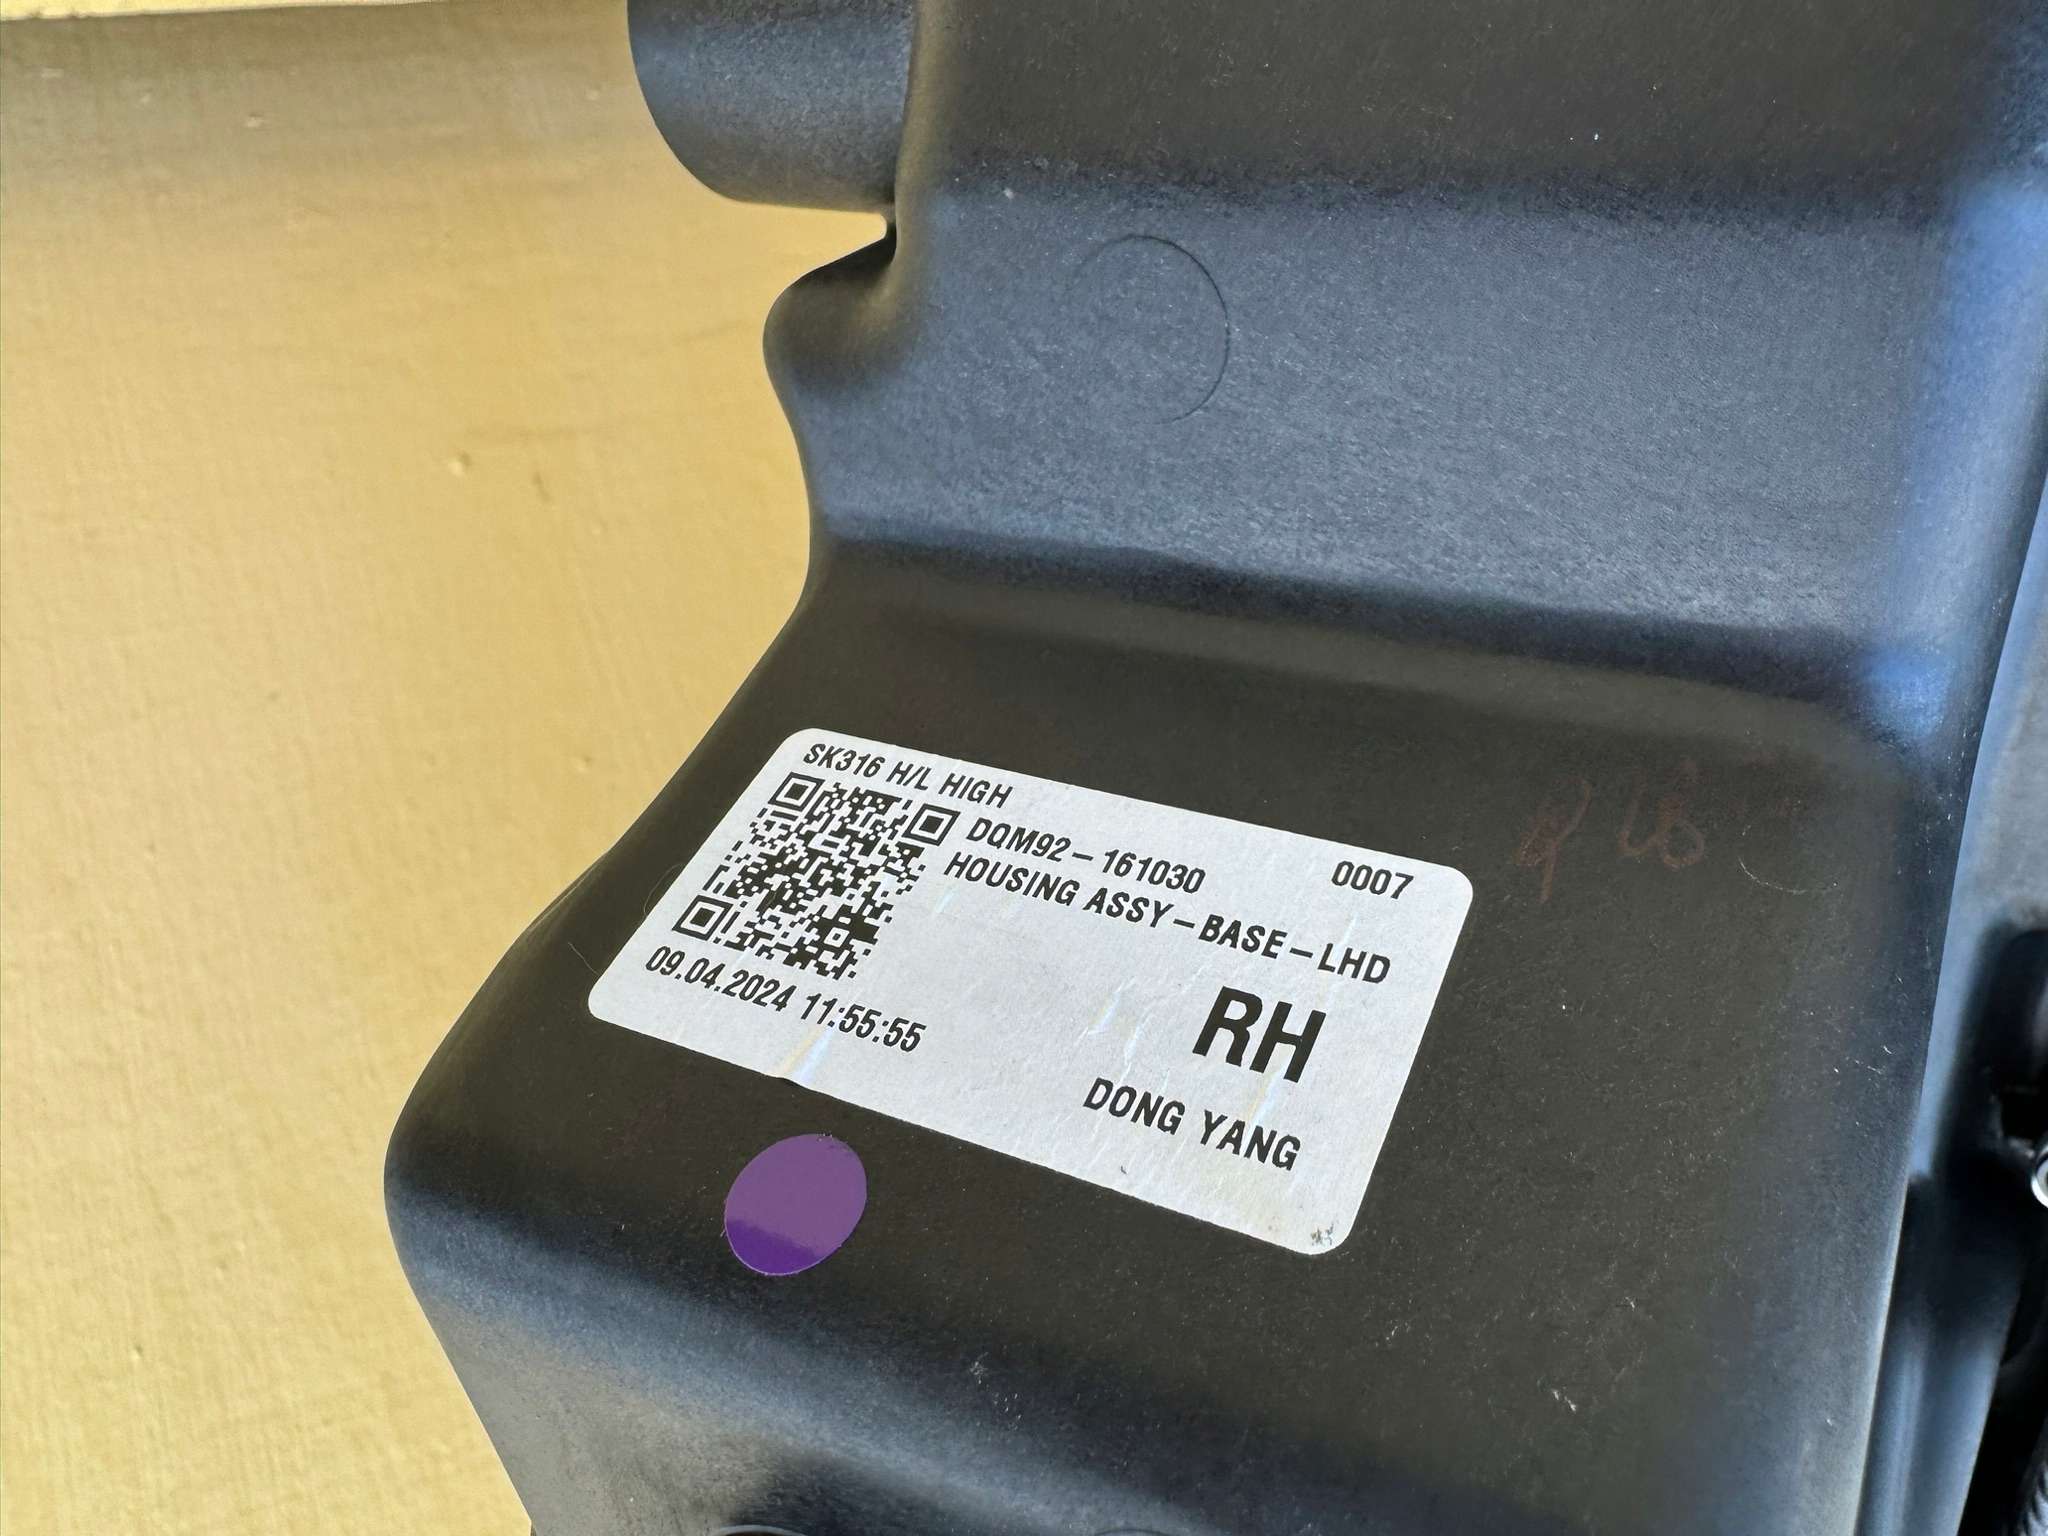 SK316 H/L HIGH
DQM92-161030 0007
HOUSING ASSY-BASE-LHD
09.04.2024 11:55:55
RH
DONG YANG